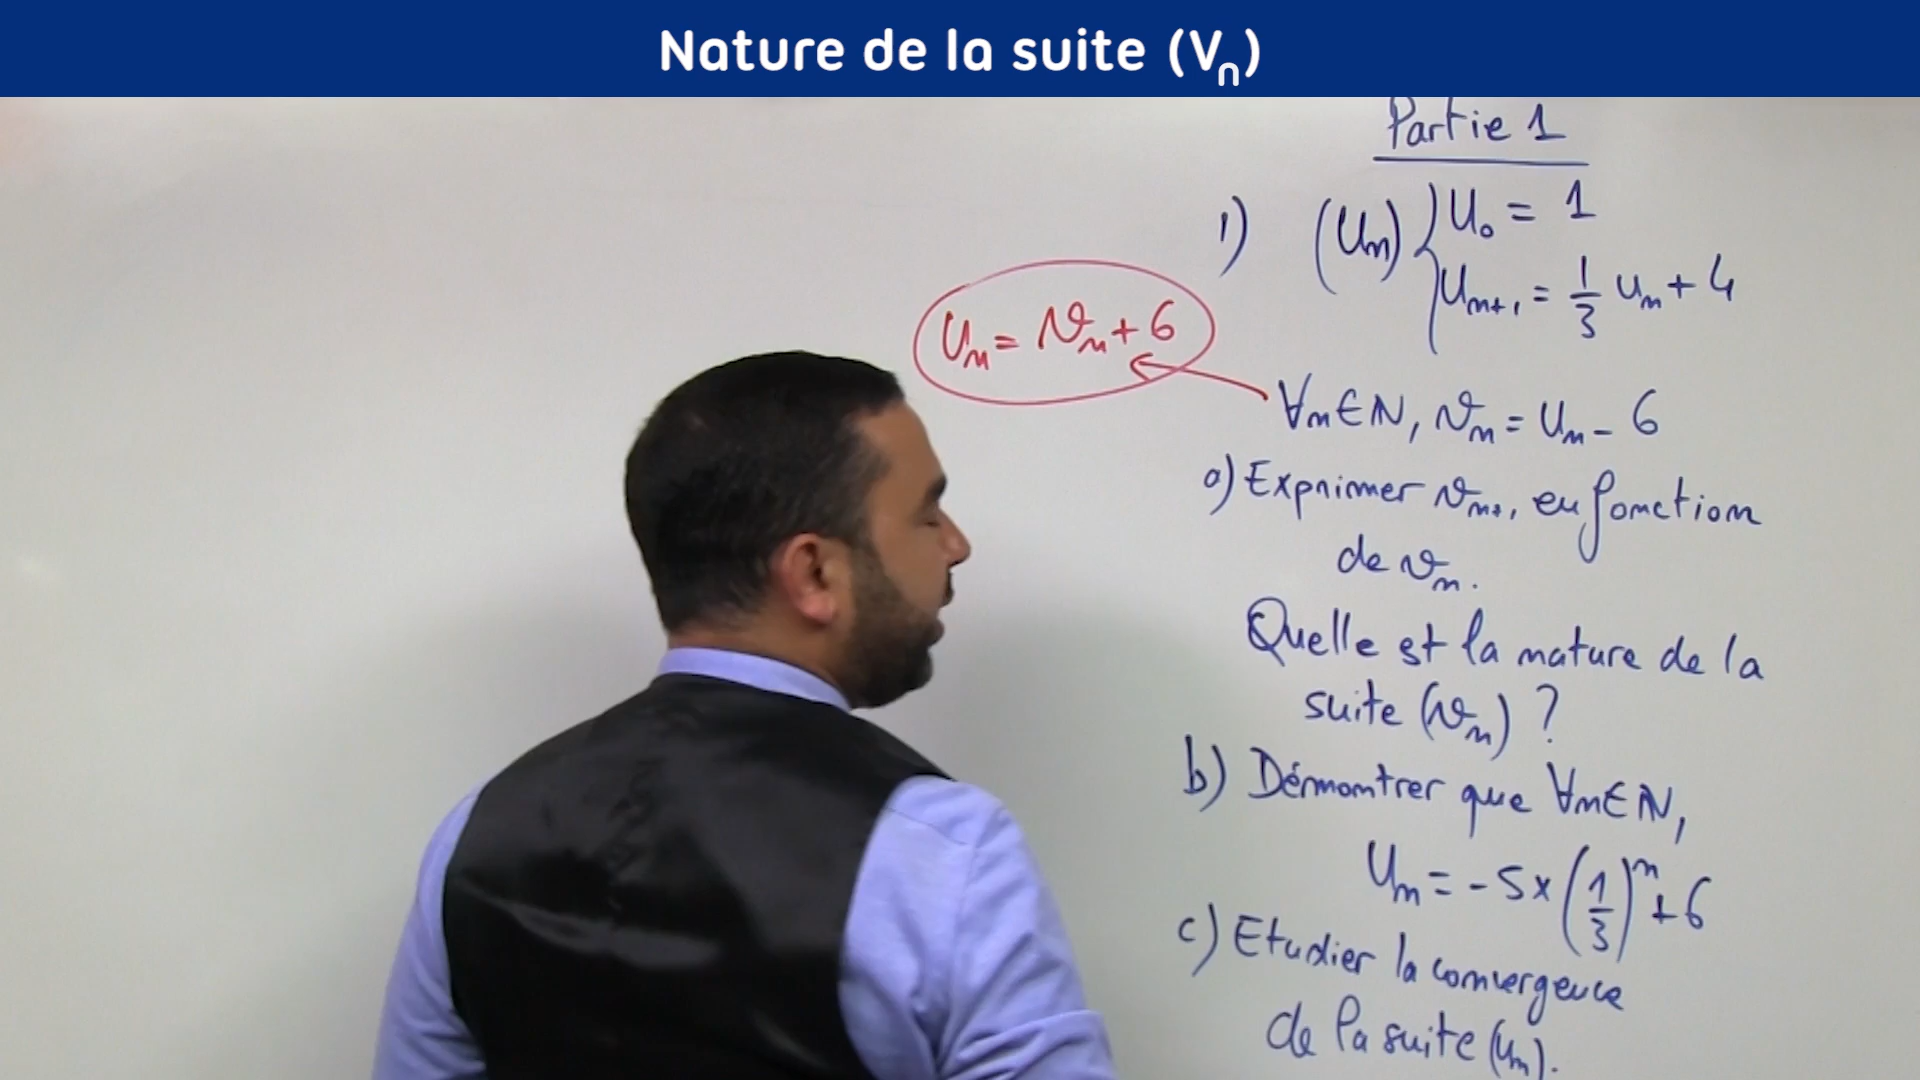 Nature de la suite (Vn)
Partie 1
1) (Un) { U0 = 1
Un+1 = 1/3 un + 4
Un = vn + 6
∀n∈N, vn = Un - 6
a) Exprimer vn+1 en fonction
de vn.
Quelle est la nature de la
suite (vn) ?
b) Démontrer que ∀n∈N,
Un = -5 × (1/3)^n + 6
c) Etudier la convergence
de la suite (Un).